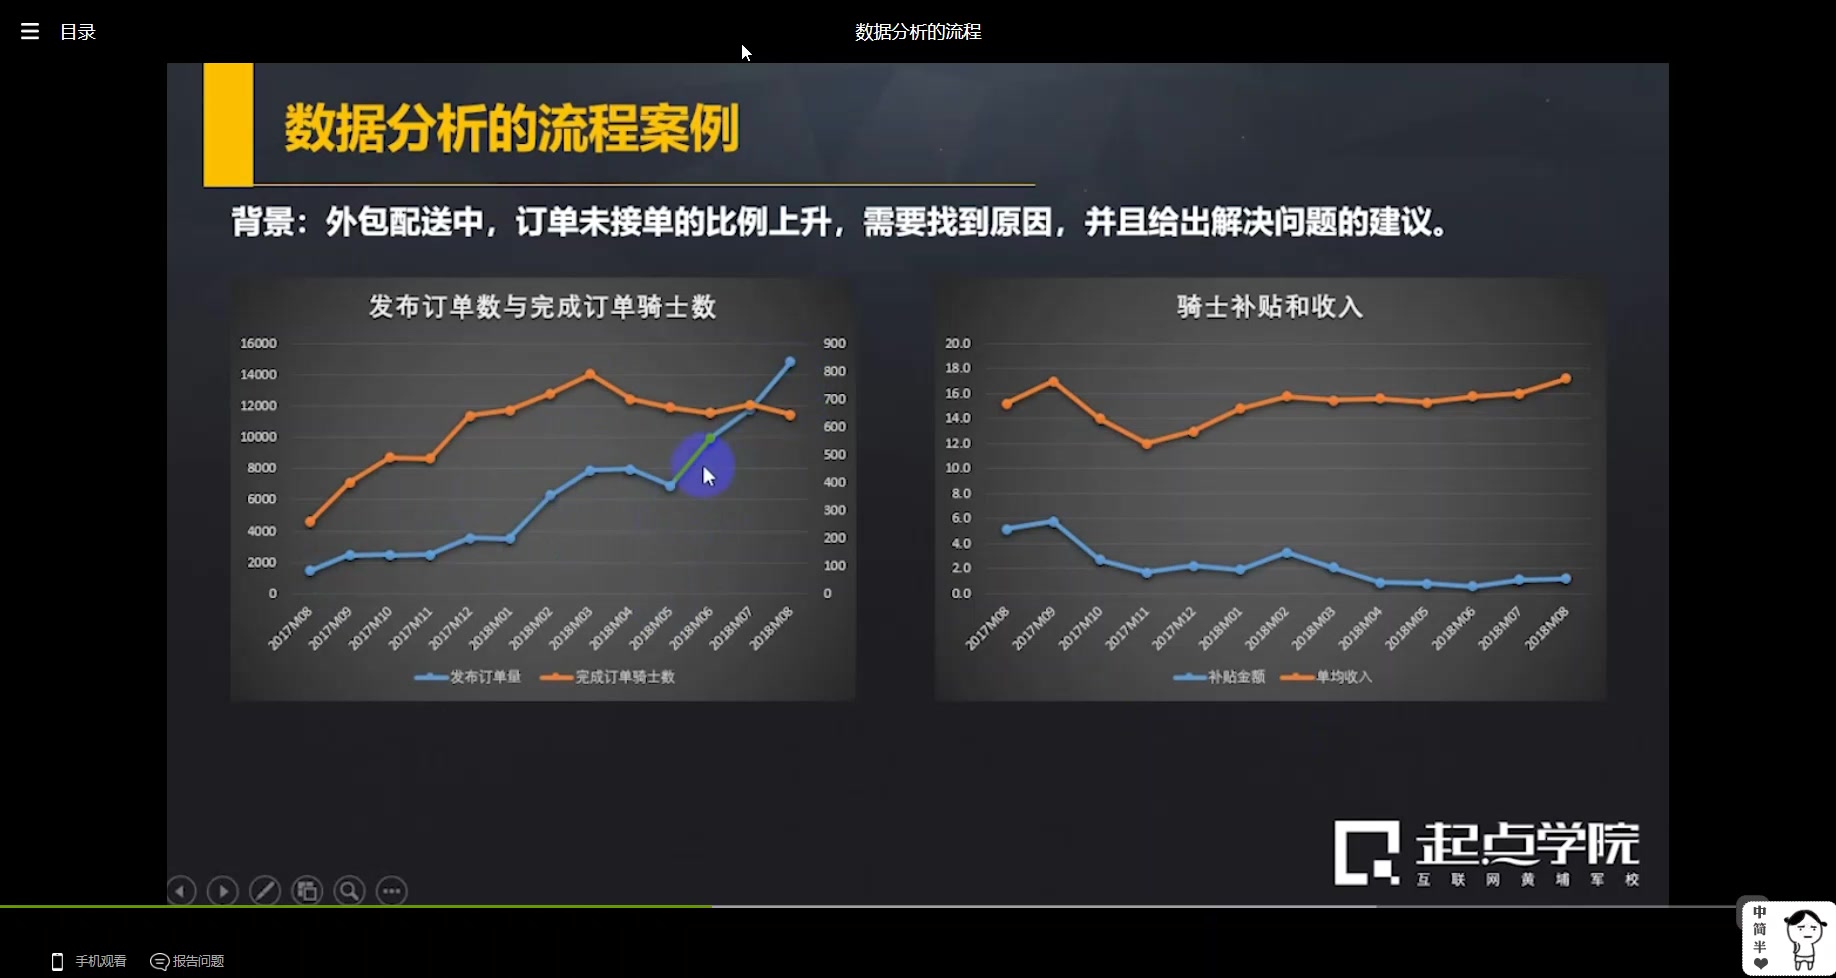 目录
数据分析的流程
数据分析的流程案例
背景：外包配送中，订单未接单的比例上升，需要找到原因，并且给出解决问题的建议。
发布订单数与完成订单骑士数
16000
14000
12000
10000
8000
6000
4000
2000
0
900
800
700
600
500
400
300
200
100
0
2017M08
2017M09
2017M10
2017M11
2017M12
2018M01
2018M02
2018M03
2018M04
2018M05
2018M06
2018M07
2018M08
发布订单量 完成订单骑士数
骑士补贴和收入
20.0
18.0
16.0
14.0
12.0
10.0
8.0
6.0
4.0
2.0
0.0
2017M08
2017M09
2017M10
2017M11
2017M12
2018M01
2018M02
2018M03
2018M04
2018M05
2018M06
2018M07
2018M08
补贴金额 单均收入
起点学院
互联网黄埔军校
中
简
半
手机观看 报告问题